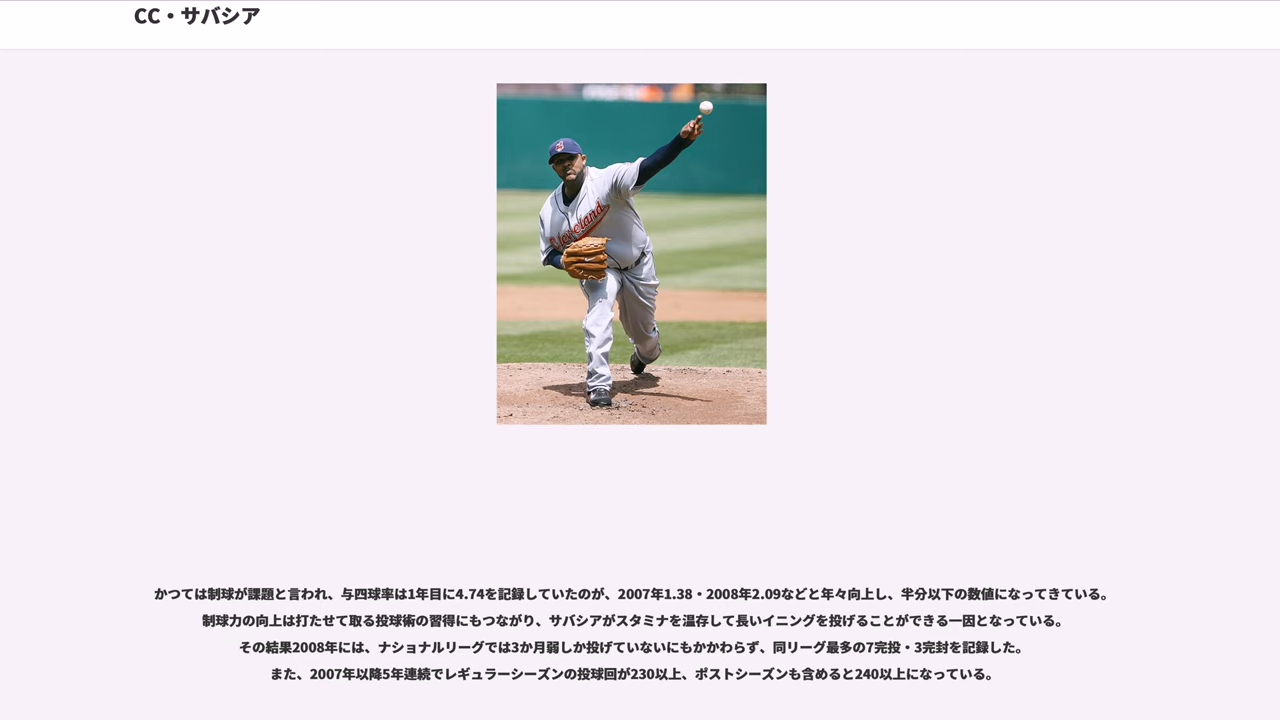 CC・サバシア
Cleveland
かつては制球が課題と言われ、与四球率は1年目に4.74を記録していたのが、2007年1.38・2008年2.09などと年々向上し、半分以下の数値になってきている。
制球力の向上は打たせて取る投球術の習得にもつながり、サバシアがスタミナを温存して長いイニングを投げることができる一因となっている。
その結果2008年には、ナショナルリーグでは3か月弱しか投げていないにもかかわらず、同リーグ最多の7完投・3完封を記録した。
また、2007年以降5年連続でレギュラーシーズンの投球回が230以上、ポストシーズンも含めると240以上になっている。